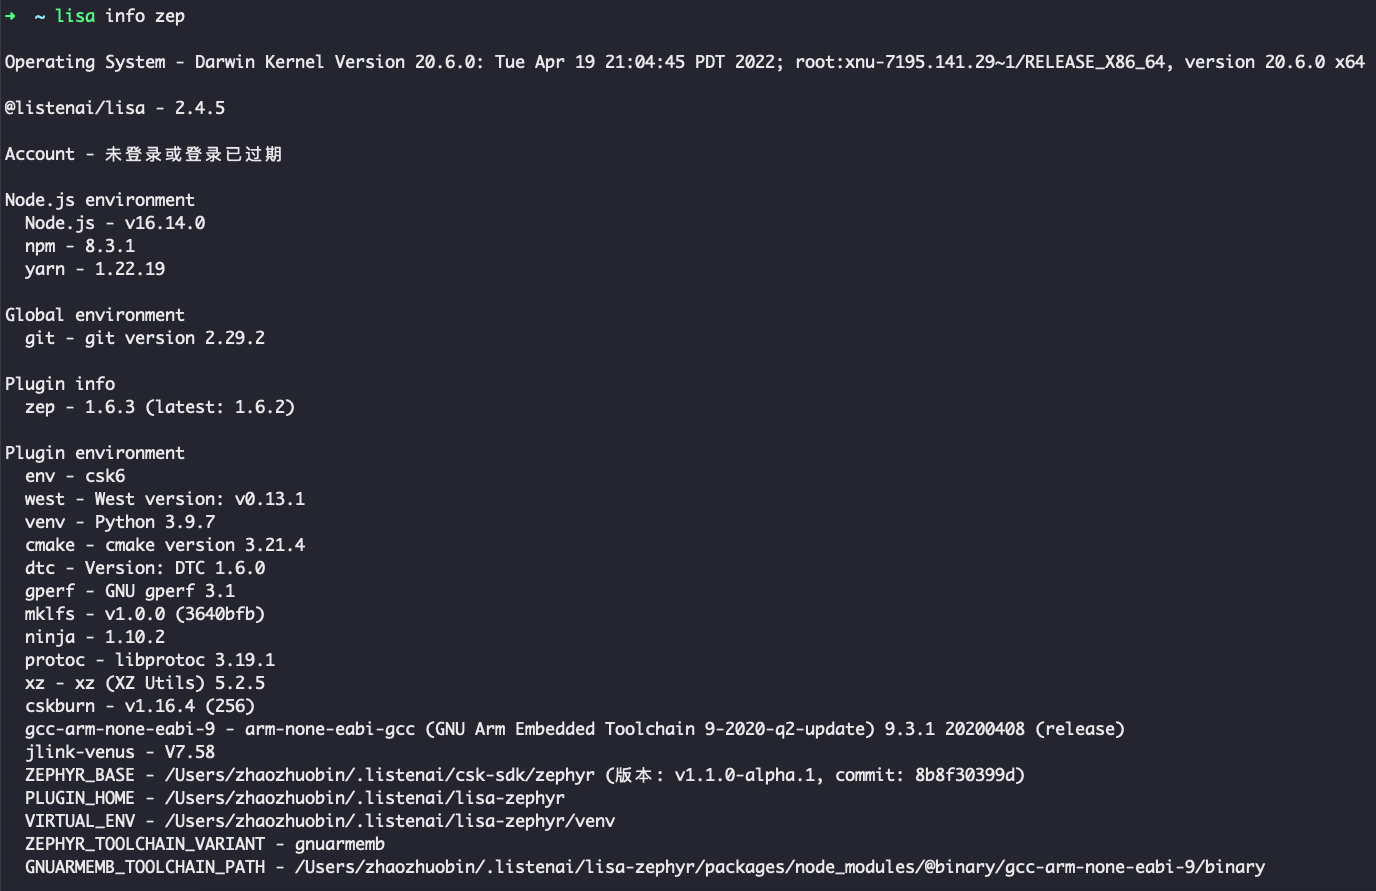 ➜ ~ lisa info zep
Operating System - Darwin Kernel Version 20.6.0: Tue Apr 19 21:04:45 PDT 2022; root:xnu-7195.141.29~1/RELEASE_X86_64, version 20.6.0 x64
@listenai/lisa - 2.4.5
Account - 未登录或登录已过期
Node.js environment
Node.js - v16.14.0
npm - 8.3.1
yarn - 1.22.19
Global environment
git - git version 2.29.2
Plugin info
zep - 1.6.3 (latest: 1.6.2)
Plugin environment
env - csk6
west - West version: v0.13.1
venv - Python 3.9.7
cmake - cmake version 3.21.4
dtc - Version: DTC 1.6.0
gperf - GNU gperf 3.1
mklfs - v1.0.0 (3640bfb)
ninja - 1.10.2
protoc - libprotoc 3.19.1
xz - xz (XZ Utils) 5.2.5
cskburn - v1.16.4 (256)
gcc-arm-none-eabi-9 - arm-none-eabi-gcc (GNU Arm Embedded Toolchain 9-2020-q2-update) 9.3.1 20200408 (release)
jlink-venus - V7.58
ZEPHYR_BASE - /Users/zhaozhuobin/.listenai/csk-sdk/zephyr (版本: v1.1.0-alpha.1, commit: 8b8f30399d)
PLUGIN_HOME - /Users/zhaozhuobin/.listenai/lisa-zephyr
VIRTUAL_ENV - /Users/zhaozhuobin/.listenai/lisa-zephyr/venv
ZEPHYR_TOOLCHAIN_VARIANT - gnuarmemb
GNUARMEMB_TOOLCHAIN_PATH - /Users/zhaozhuobin/.listenai/lisa-zephyr/packages/node_modules/@binary/gcc-arm-none-eabi-9/binary